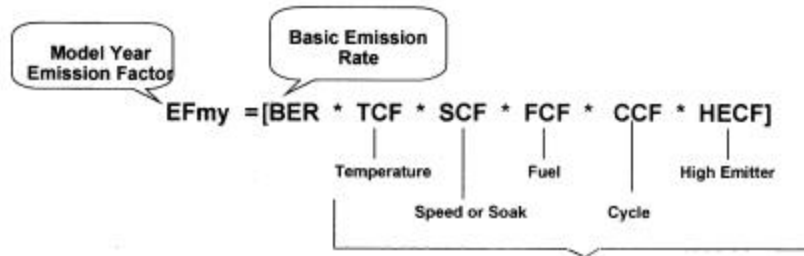 Model Year
Emission Factor
Basic Emission
Rate
EFmy =[BER * TCF * SCF * FCF * CCF * HECF]
Temperature
Fuel
High Emitter
Speed or Soak
Cycle